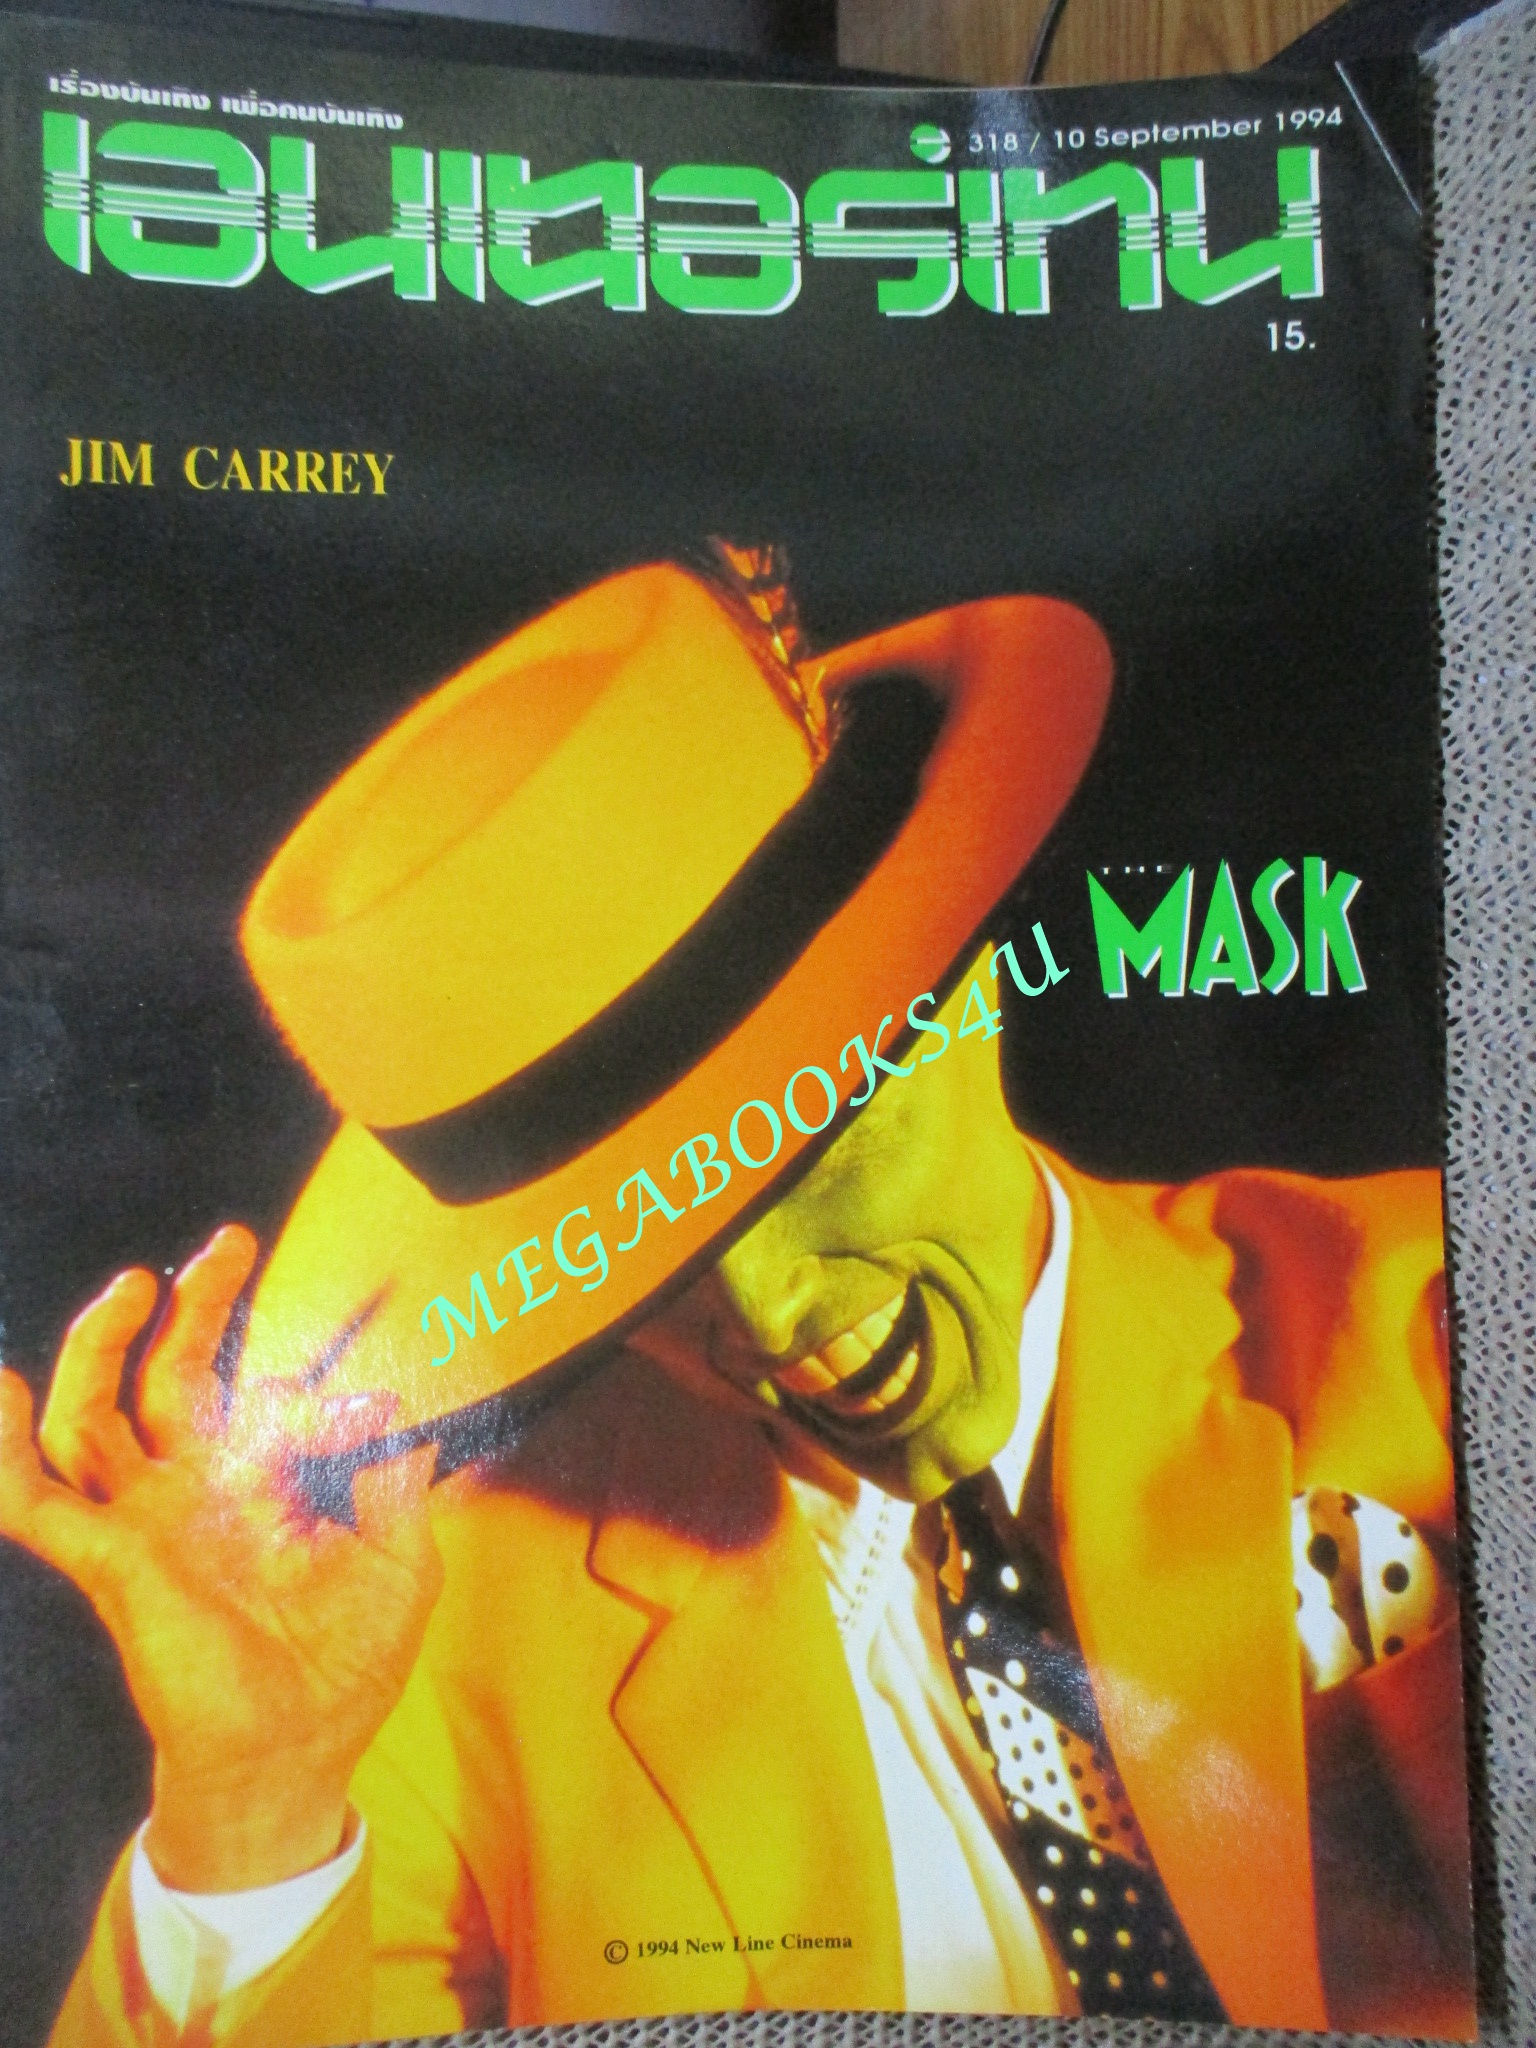 เรื่องบันเทิง เพื่อคนบันเทิง
318 / 10 September 1994
เอนเทอร์เทน
15.
JIM CARREY
THE
MASK
MEGABOOKS4U
© 1994 New Line Cinema